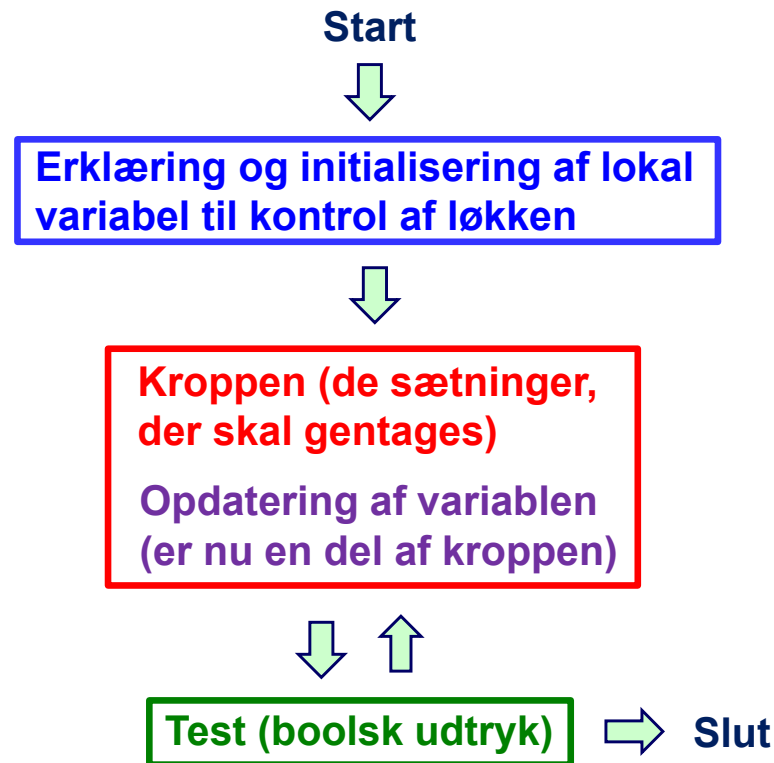 Start
Erklæring og initialisering af lokal
variabel til kontrol af løkken
Kroppen (de sætninger,
der skal gentages)
Opdatering af variablen
(er nu en del af kroppen)
Test (boolsk udtryk)
Slut